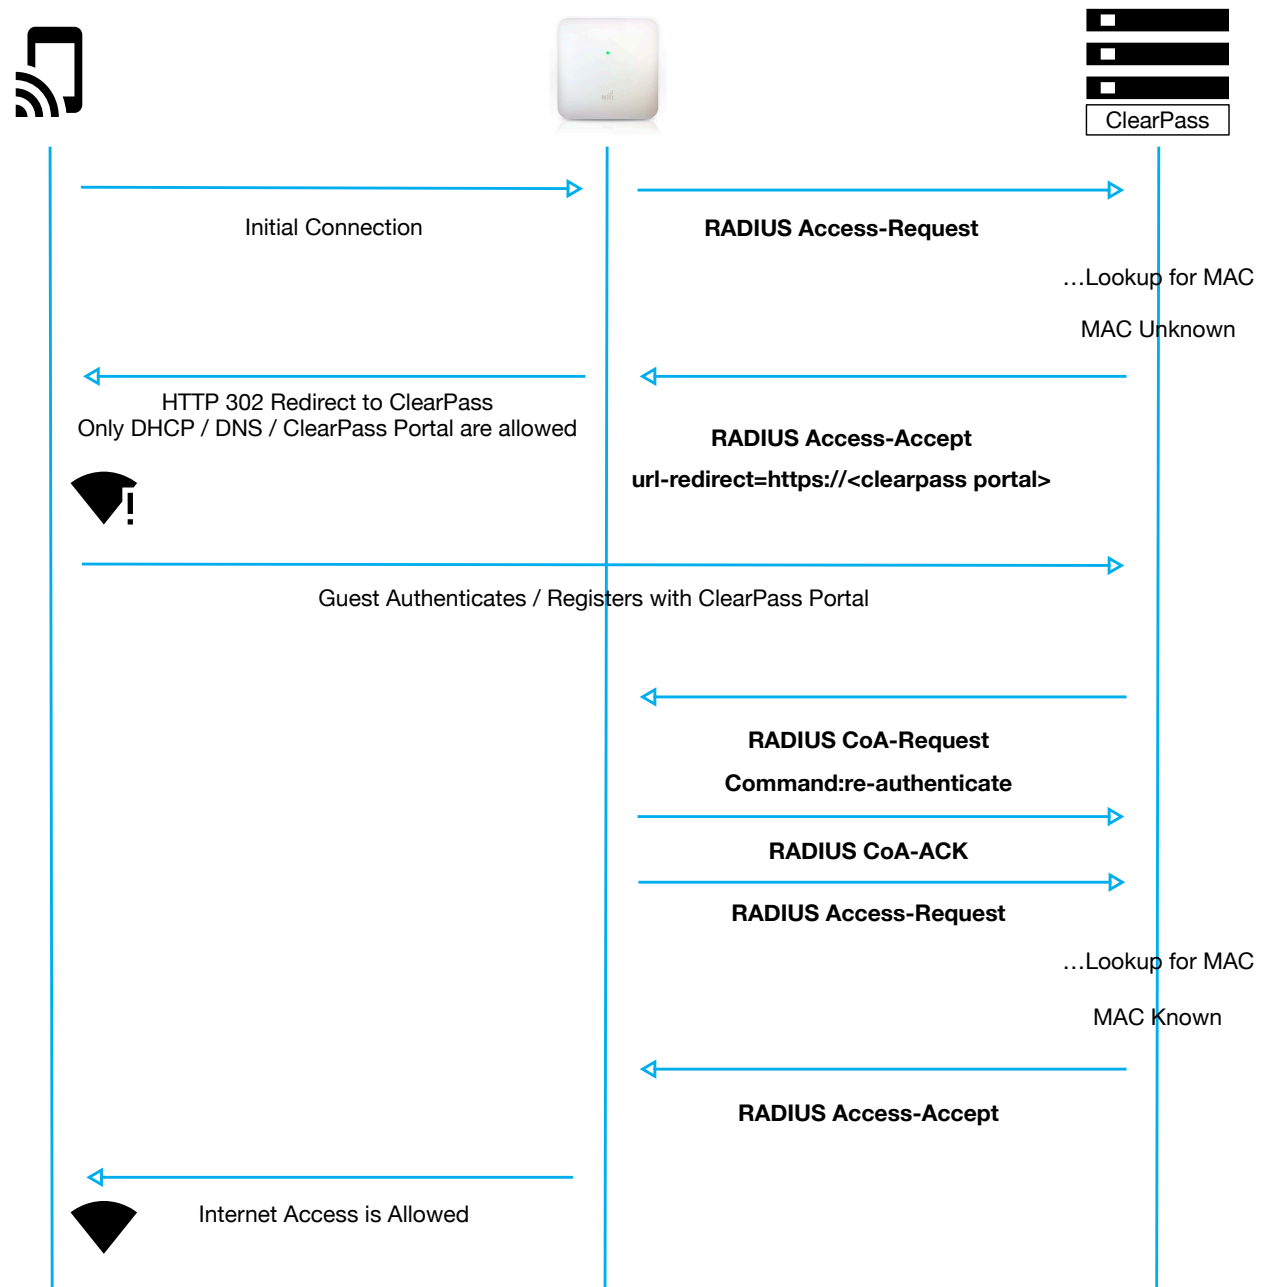 ClearPass
Initial Connection
RADIUS Access-Request
...Lookup for MAC
MAC Unknown
HTTP 302 Redirect to ClearPass
Only DHCP / DNS / ClearPass Portal are allowed
RADIUS Access-Accept
url-redirect=https://<clearpass portal>
Guest Authenticates / Registers with ClearPass Portal
RADIUS CoA-Request
Command:re-authenticate
RADIUS CoA-ACK
RADIUS Access-Request
...Lookup for MAC
MAC Known
RADIUS Access-Accept
Internet Access is Allowed